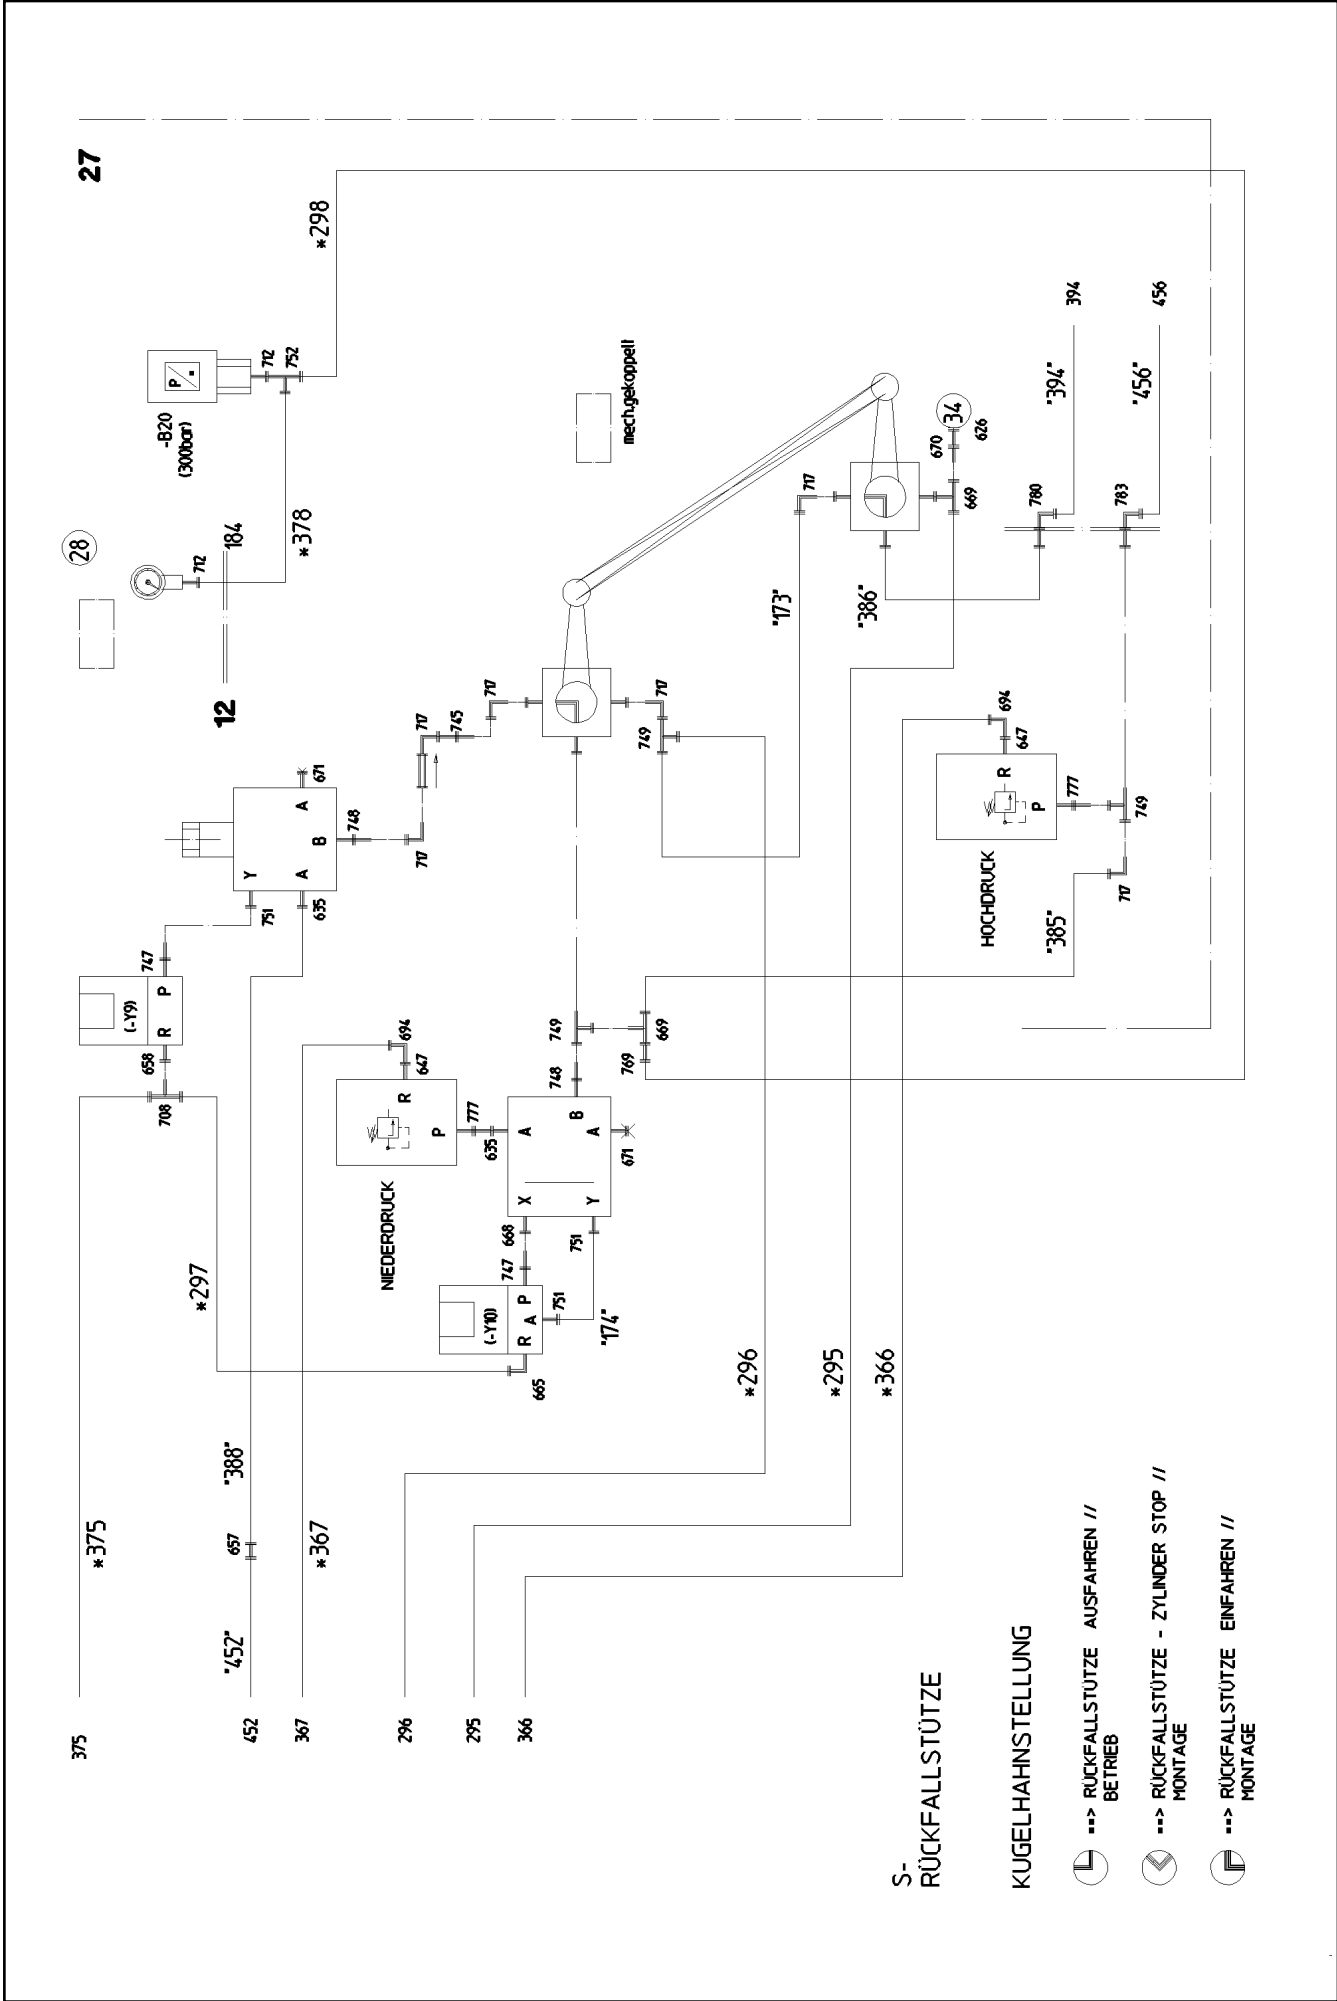 27
28
*298
-B20
(300bar)
P
712
752
712
184
*378
12
mech.gekoppelt
"394"
394
"456"
456
34
670
626
669
717
"173"
"386"
780
783
717
745
717
717
749
671
A
B
Y
A
748
717
751
635
747
(-Y9)
R
P
658
708
694
647
R
P
777
HOCHDRUCK
749
717
"385"
749
669
769
748
694
647
R
P
777
635
NIEDERDRUCK
A
B
A
X
Y
671
668
751
747
(-Y10)
R
A
P
751
"174"
665
*297
*296
*295
*366
"388"
657
"452"
*375
*367
375
452
367
296
295
366
S-
RÜCKFALLSTÜTZE
KUGELHAHNSTELLUNG
--> RÜCKFALLSTÜTZE AUSFAHREN //
BETRIEB
--> RÜCKFALLSTÜTZE - ZYLINDER STOP //
MONTAGE
--> RÜCKFALLSTÜTZE EINFAHREN //
MONTAGE